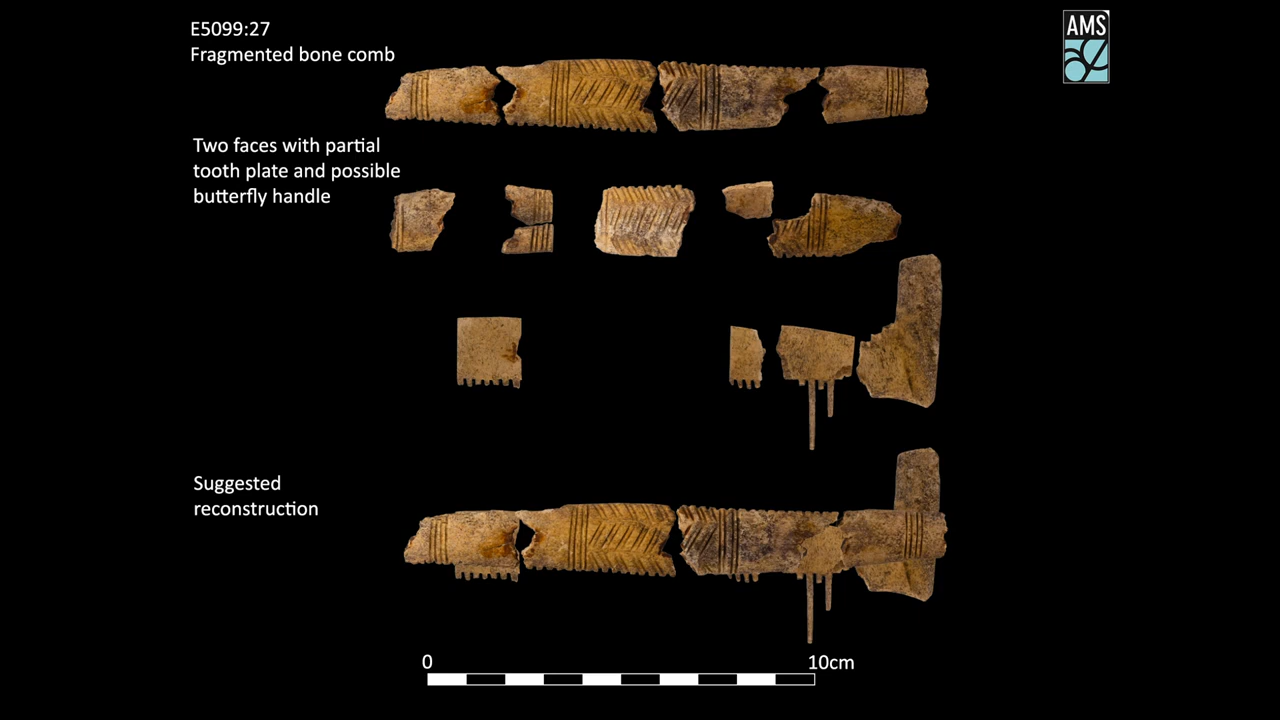 E5099:27
Fragmented bone comb
AMS
Two faces with partial
tooth plate and possible
butterfly handle
Suggested
reconstruction
0 10cm